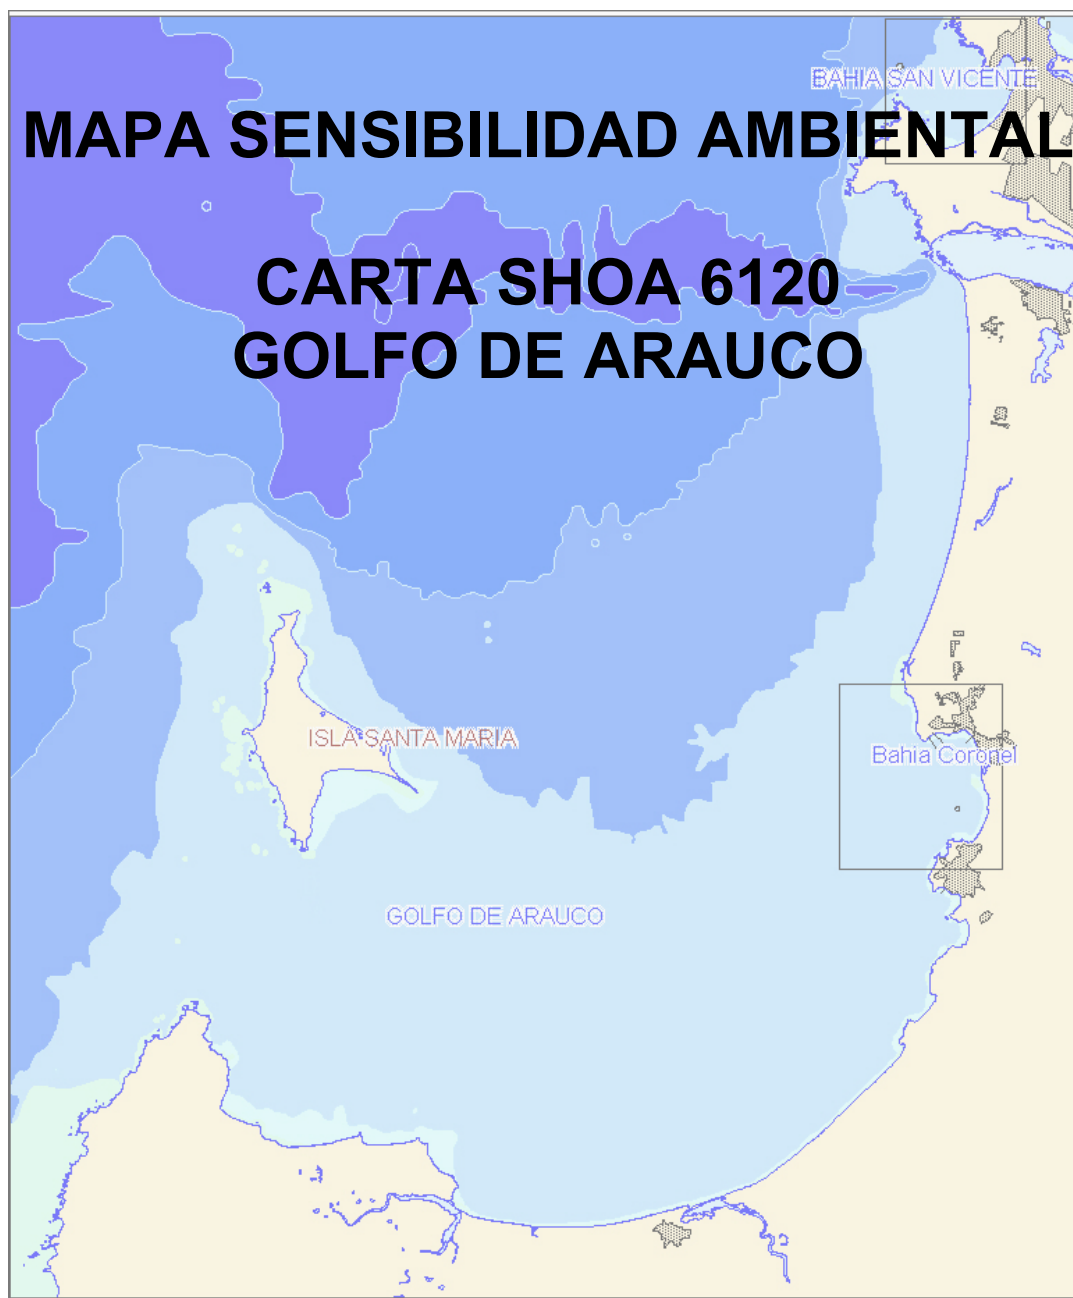 BAHIA SAN VICENTE
MAPA SENSIBILIDAD AMBIENTAL
CARTA SHOA 6120
GOLFO DE ARAUCO
ISLA SANTA MARIA
Bahia Coronel
GOLFO DE ARAUCO